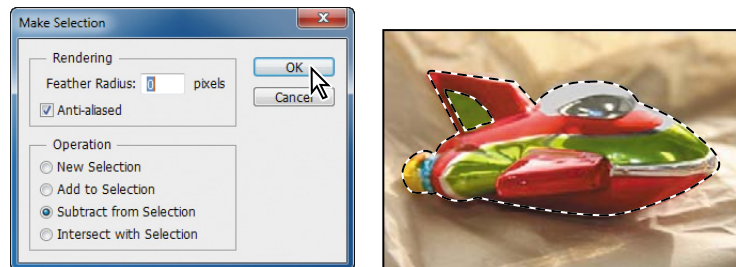 Make Selection
Rendering
Feather Radius: 0 pixels
Anti-aliased
OK
Cancel
Operation
New Selection
Add to Selection
Subtract from Selection
Intersect with Selection